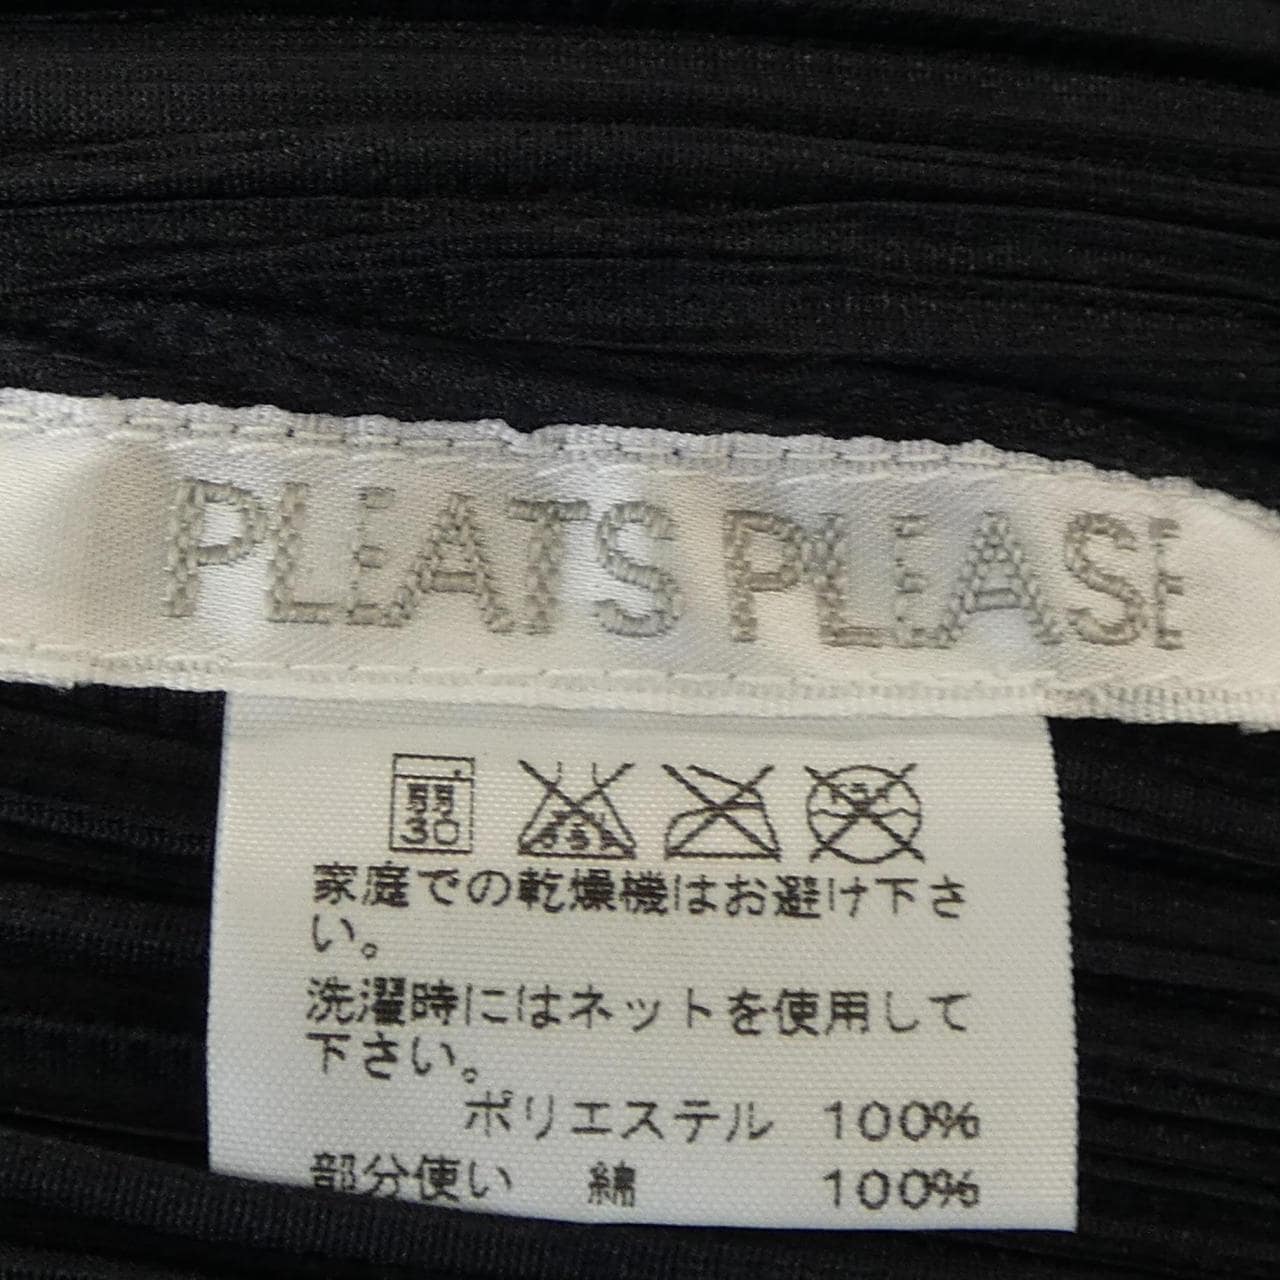 PLEATS PLEASE
弱
30
家庭での乾燥機はお避け下さ
い。
洗濯時にはネットを使用して
下さい。
ポリエステル 100%
部分使い 綿 100%